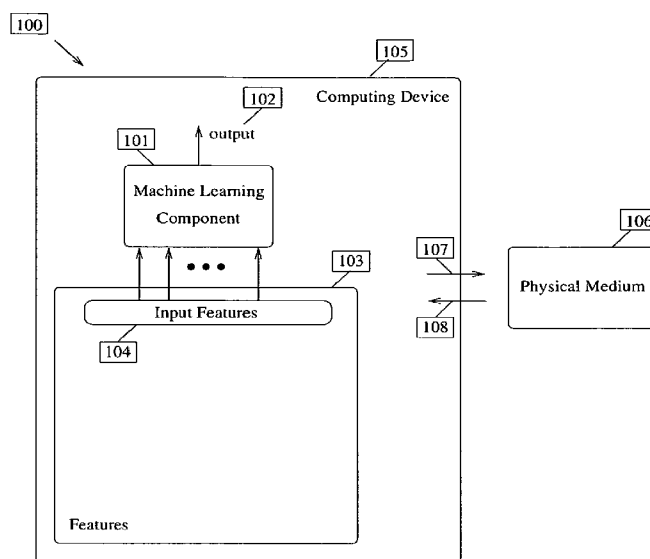 100
105
Computing Device
102
output
101
Machine Learning
Component
106
107
103
Physical Medium
Input Features
108
104
Features